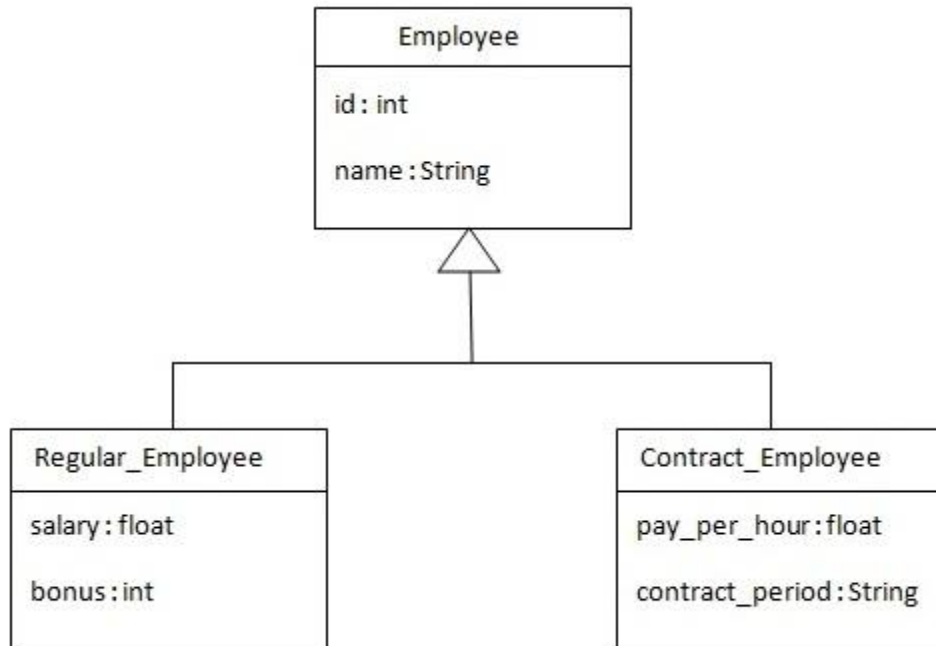 Employee
id: int
name:String
Regular_Employee
salary:float
bonus:int
Contract_Employee
pay_per_hour:float
contract_period:String